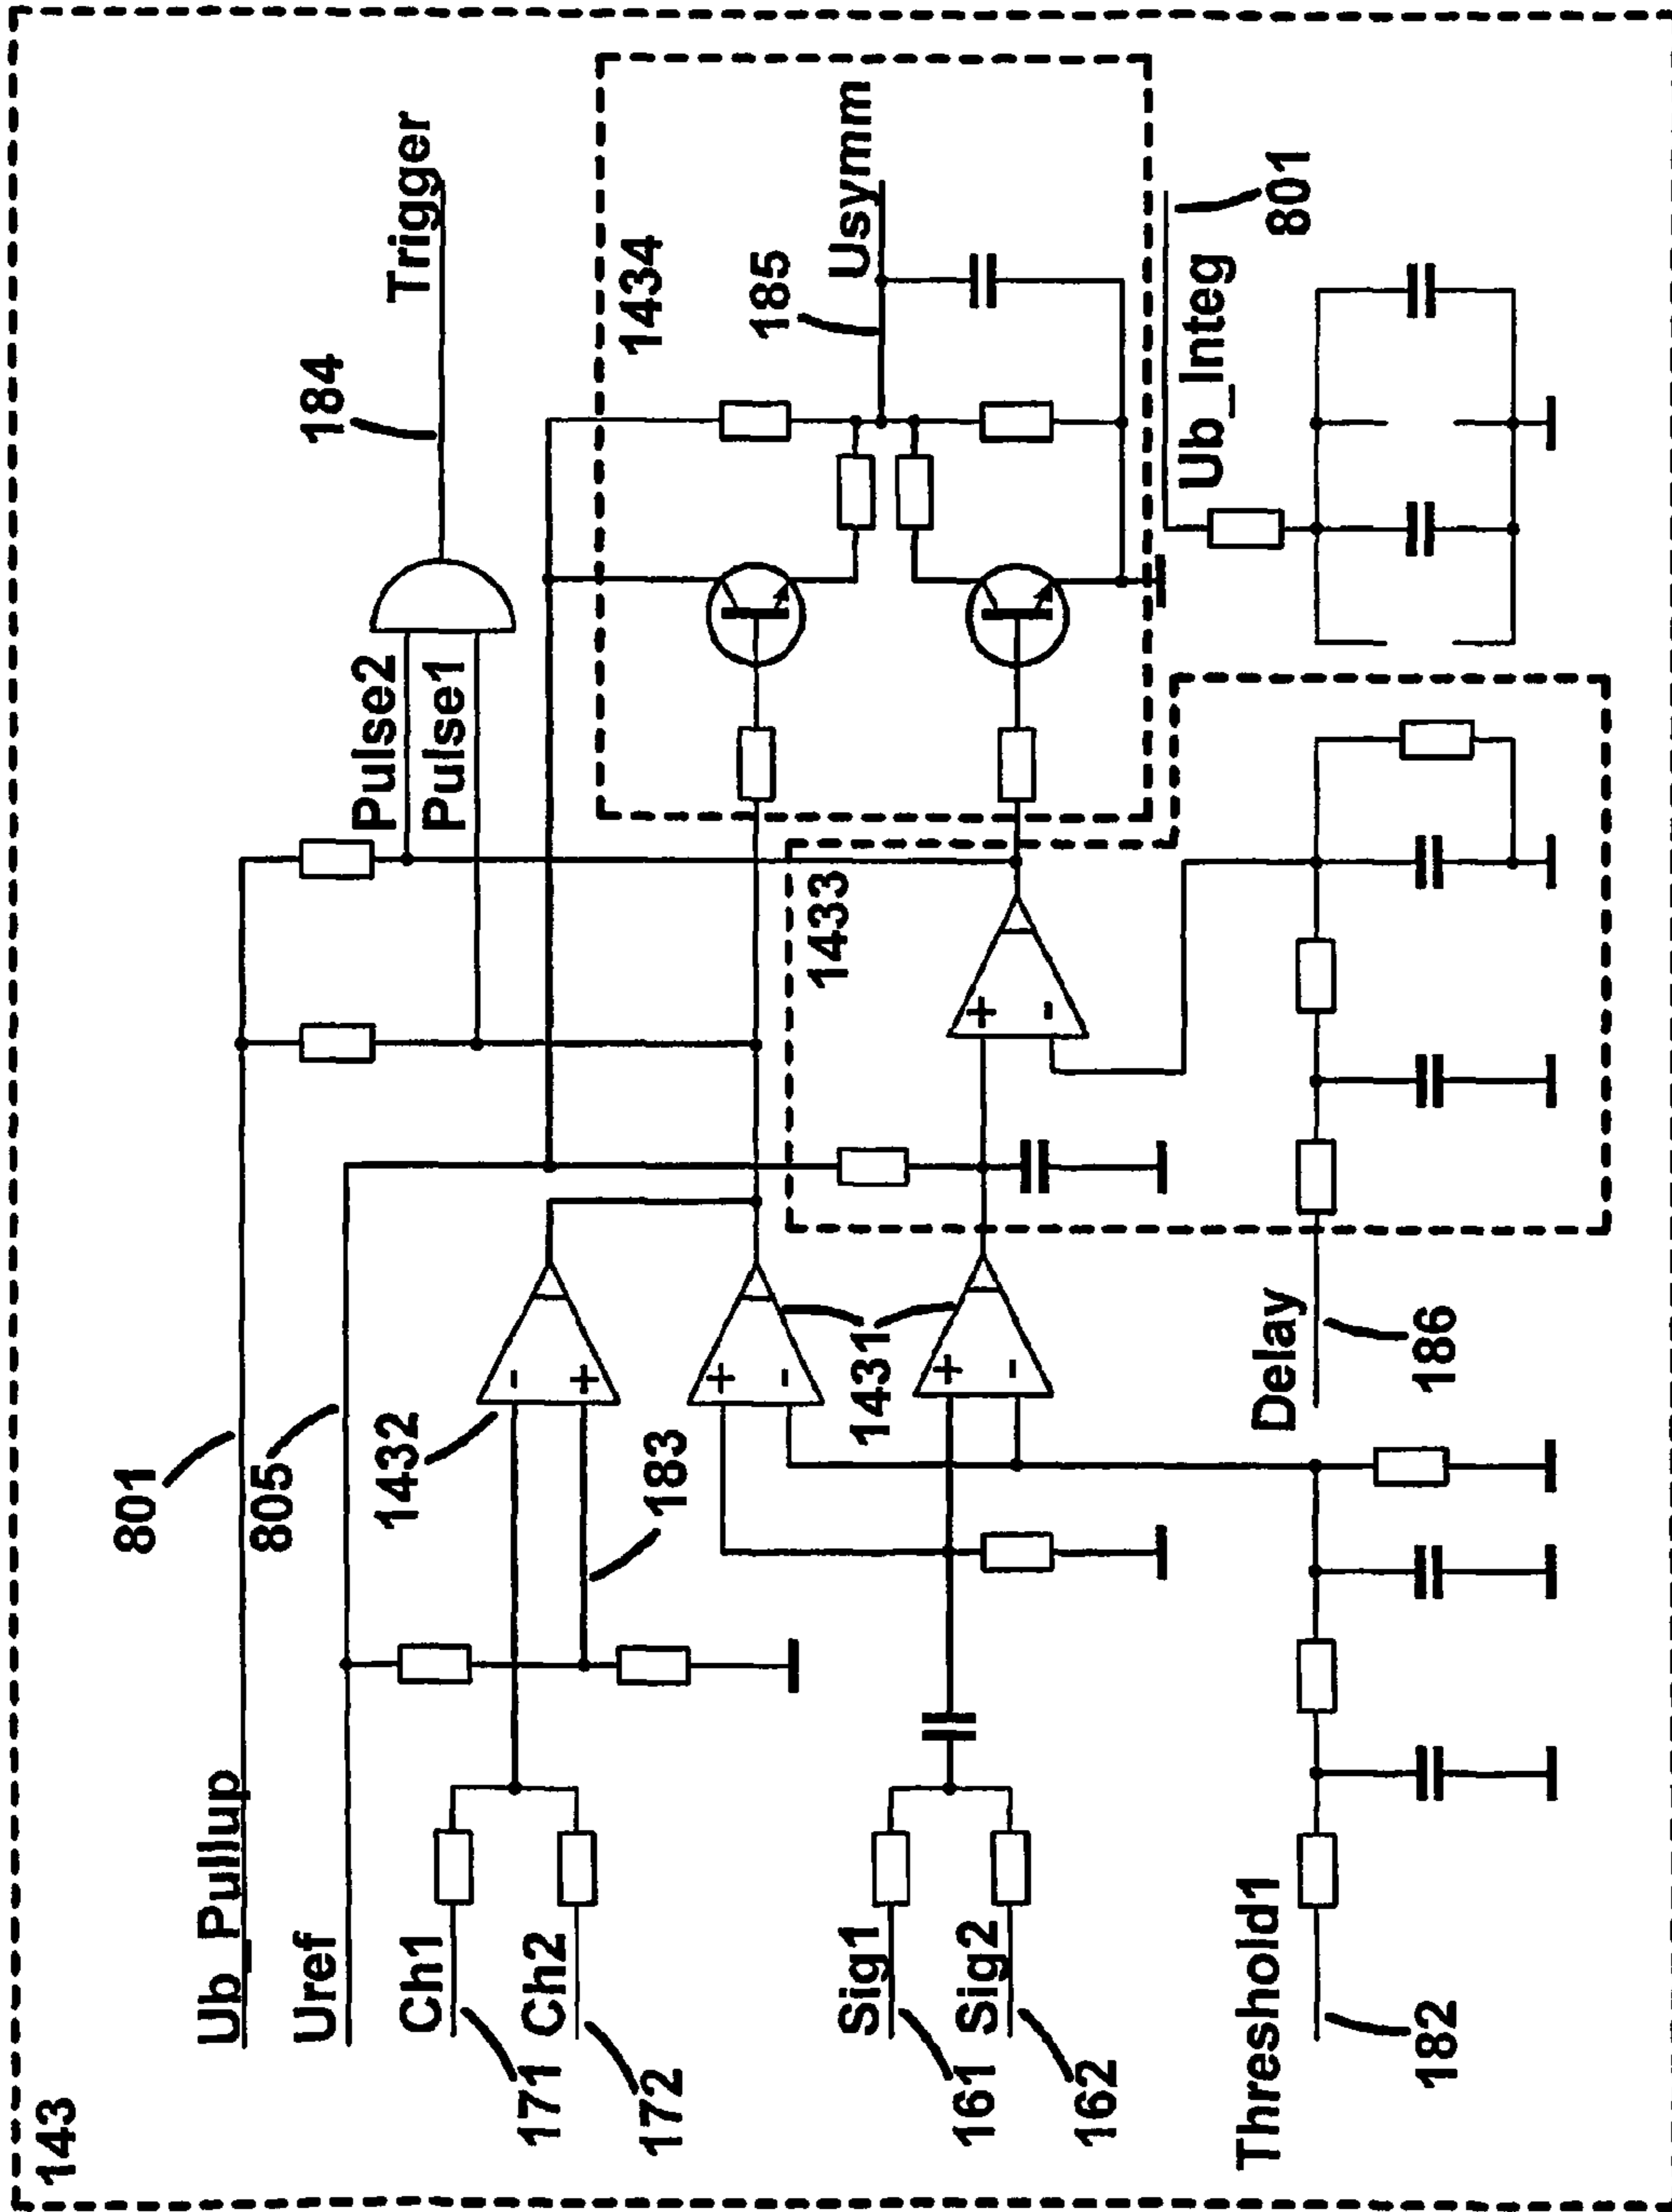 143
801
Ub_Pullup
805
Uref
184
Trigger
Pulse2
Pulse1
Ch1
171
Ch2
172
1432
183
1434
185
Usymm
Sig1
161
Sig2
162
1431
1433
801
Ub_Integ
Threshold1
182
Delay
186
+
-
+
-
+
-
+
-